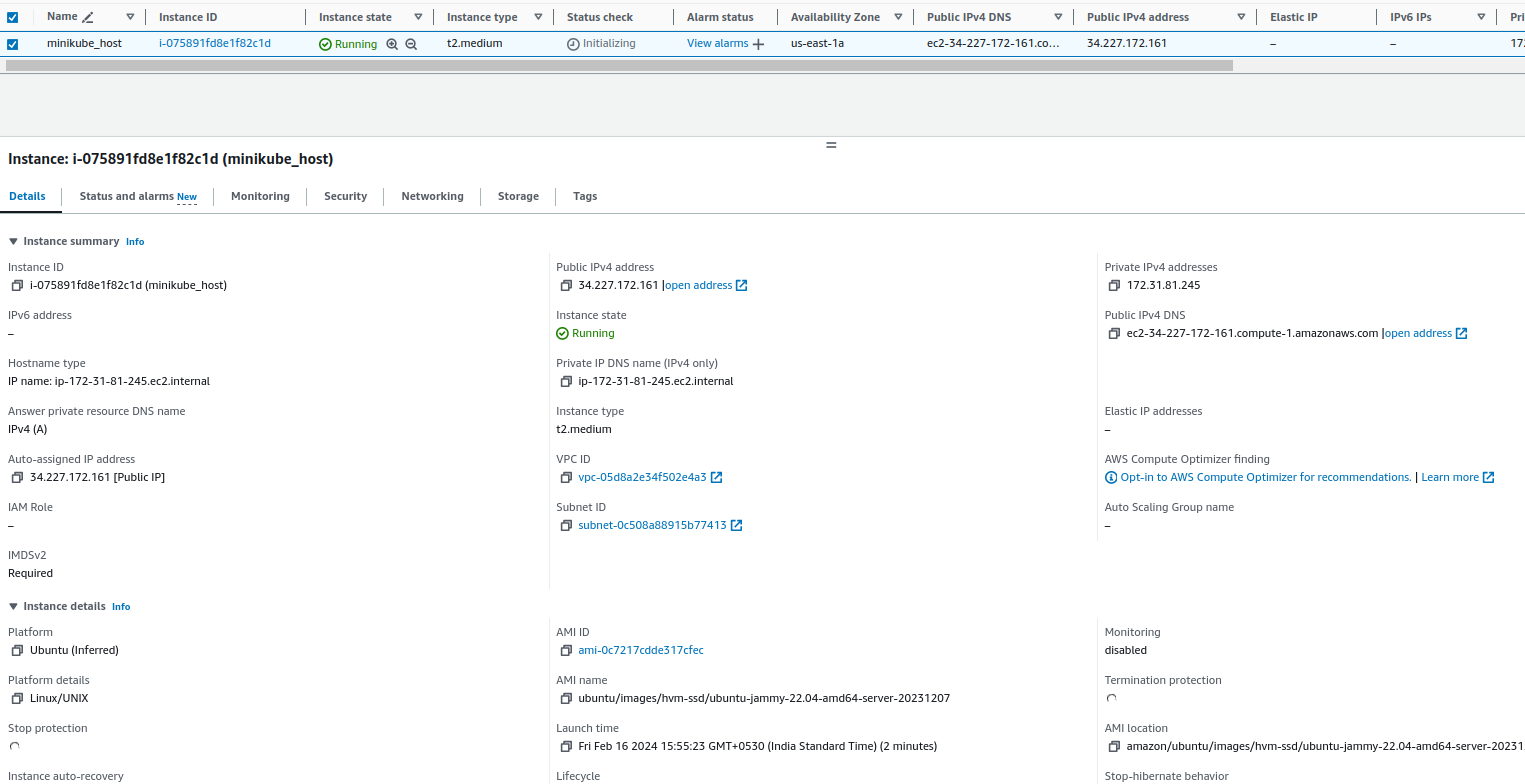 Name Instance ID Instance state Instance type Status check Alarm status Availability Zone Public IPv4 DNS Public IPv4 address Elastic IP IPv6 IPs Pri
minikube_host i-075891fd8e1f82c1d Running t2.medium Initializing View alarms us-east-1a ec2-34-227-172-161.co... 34.227.172.161 – – 172
Instance: i-075891fd8e1f82c1d (minikube_host)
Details Status and alarms New Monitoring Security Networking Storage Tags
Instance summary Info
Instance ID Public IPv4 address Private IPv4 addresses
i-075891fd8e1f82c1d (minikube_host) 34.227.172.161 |open address 172.31.81.245
IPv6 address Instance state Public IPv4 DNS
– Running ec2-34-227-172-161.compute-1.amazonaws.com |open address
Hostname type Private IP DNS name (IPv4 only)
IP name: ip-172-31-81-245.ec2.internal ip-172-31-81-245.ec2.internal
Answer private resource DNS name Instance type Elastic IP addresses
IPv4 (A) t2.medium –
Auto-assigned IP address VPC ID AWS Compute Optimizer finding
34.227.172.161 [Public IP] vpc-05d8a2e34f502e4a3 Opt-in to AWS Compute Optimizer for recommendations. | Learn more
IAM Role Subnet ID Auto Scaling Group name
– subnet-0c508a88915b77413 –
IMDSv2
Required
Instance details Info
Platform AMI ID Monitoring
Ubuntu (Inferred) ami-0c7217cdde317cfec disabled
Platform details AMI name Termination protection
Linux/UNIX ubuntu/images/hvm-ssd/ubuntu-jammy-22.04-amd64-server-20231207
Stop protection Launch time AMI location
Fri Feb 16 2024 15:55:23 GMT+0530 (India Standard Time) (2 minutes) amazon/ubuntu/images/hvm-ssd/ubuntu-jammy-22.04-amd64-server-20231
Instance auto-recovery Lifecycle Stop-hibernate behavior